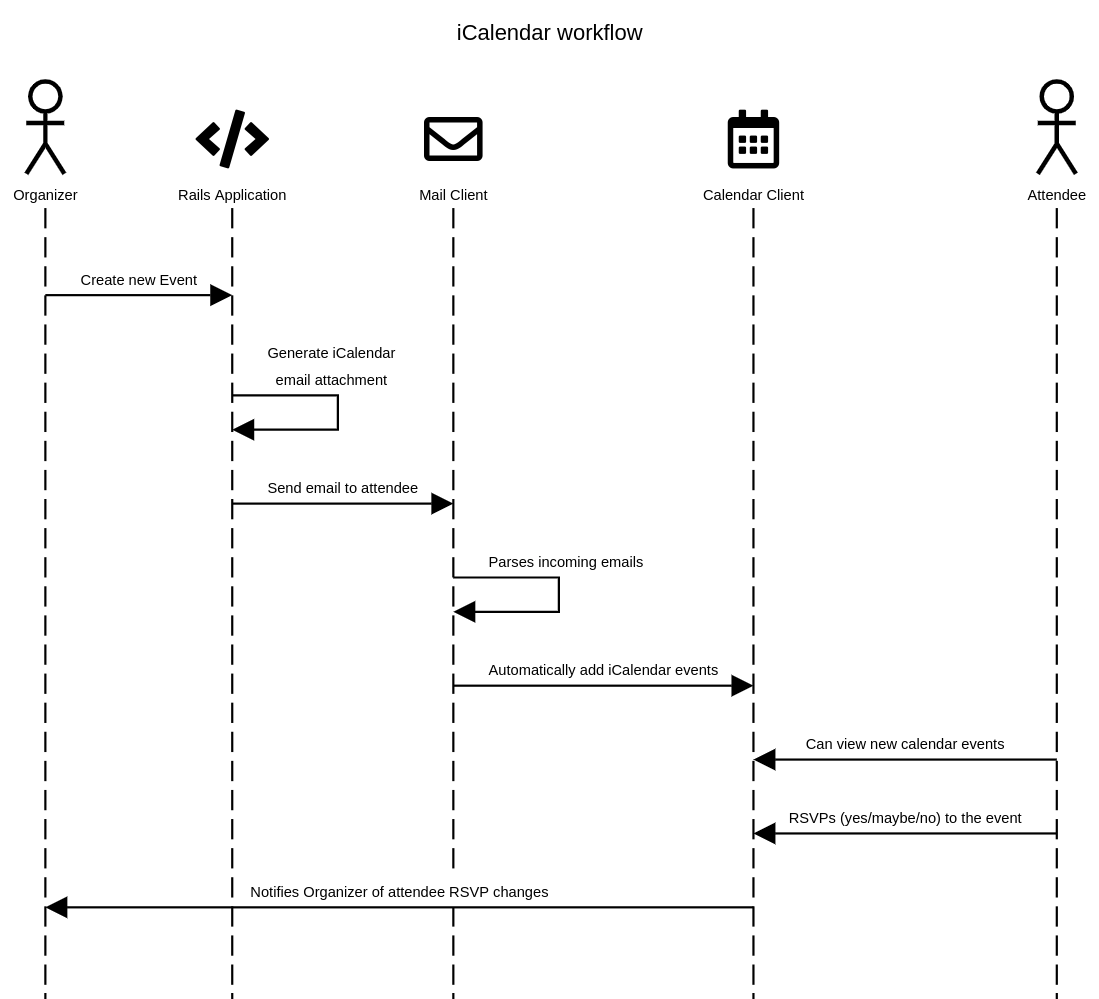 iCalendar workflow
Organizer
Rails Application
Mail Client
Calendar Client
Attendee
Create new Event
Generate iCalendar
email attachment
Send email to attendee
Parses incoming emails
Automatically add iCalendar events
Can view new calendar events
RSVPs (yes/maybe/no) to the event
Notifies Organizer of attendee RSVP changes